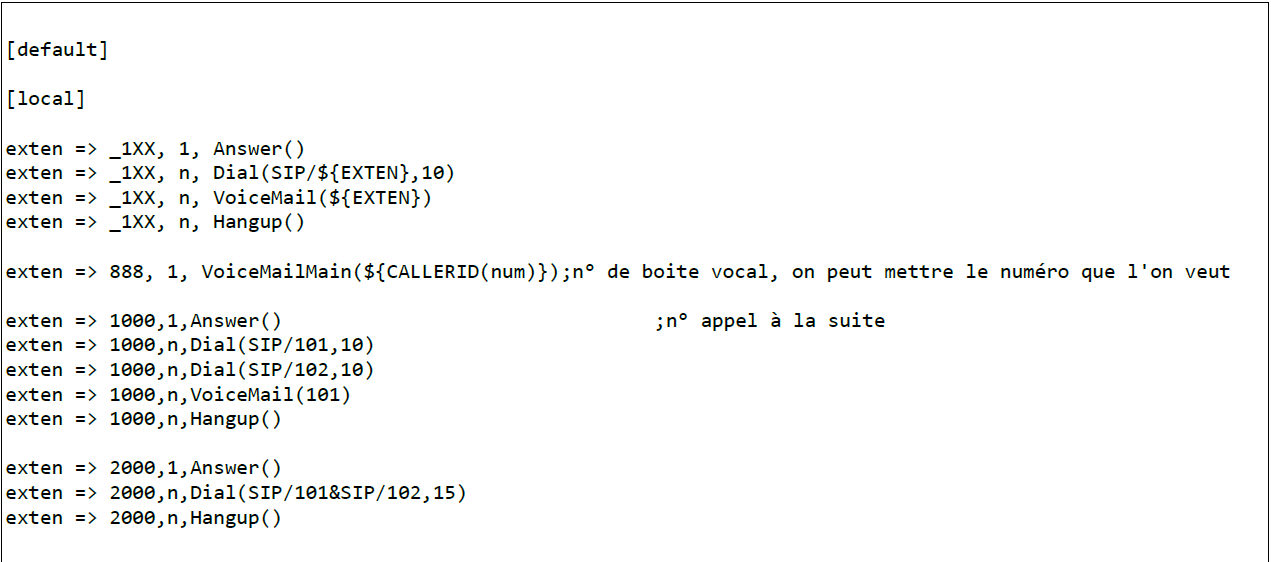 [default]
[local]
exten => _1XX, 1, Answer()
exten => _1XX, n, Dial(SIP/${EXTEN},10)
exten => _1XX, n, VoiceMail(${EXTEN})
exten => _1XX, n, Hangup()
exten => 888, 1, VoiceMailMain(${CALLERID(num)});n° de boite vocal, on peut mettre le numéro que l'on veut
exten => 1000,1,Answer() ;n° appel à la suite
exten => 1000,n,Dial(SIP/101,10)
exten => 1000,n,Dial(SIP/102,10)
exten => 1000,n,VoiceMail(101)
exten => 1000,n,Hangup()
exten => 2000,1,Answer()
exten => 2000,n,Dial(SIP/101&SIP/102,15)
exten => 2000,n,Hangup()